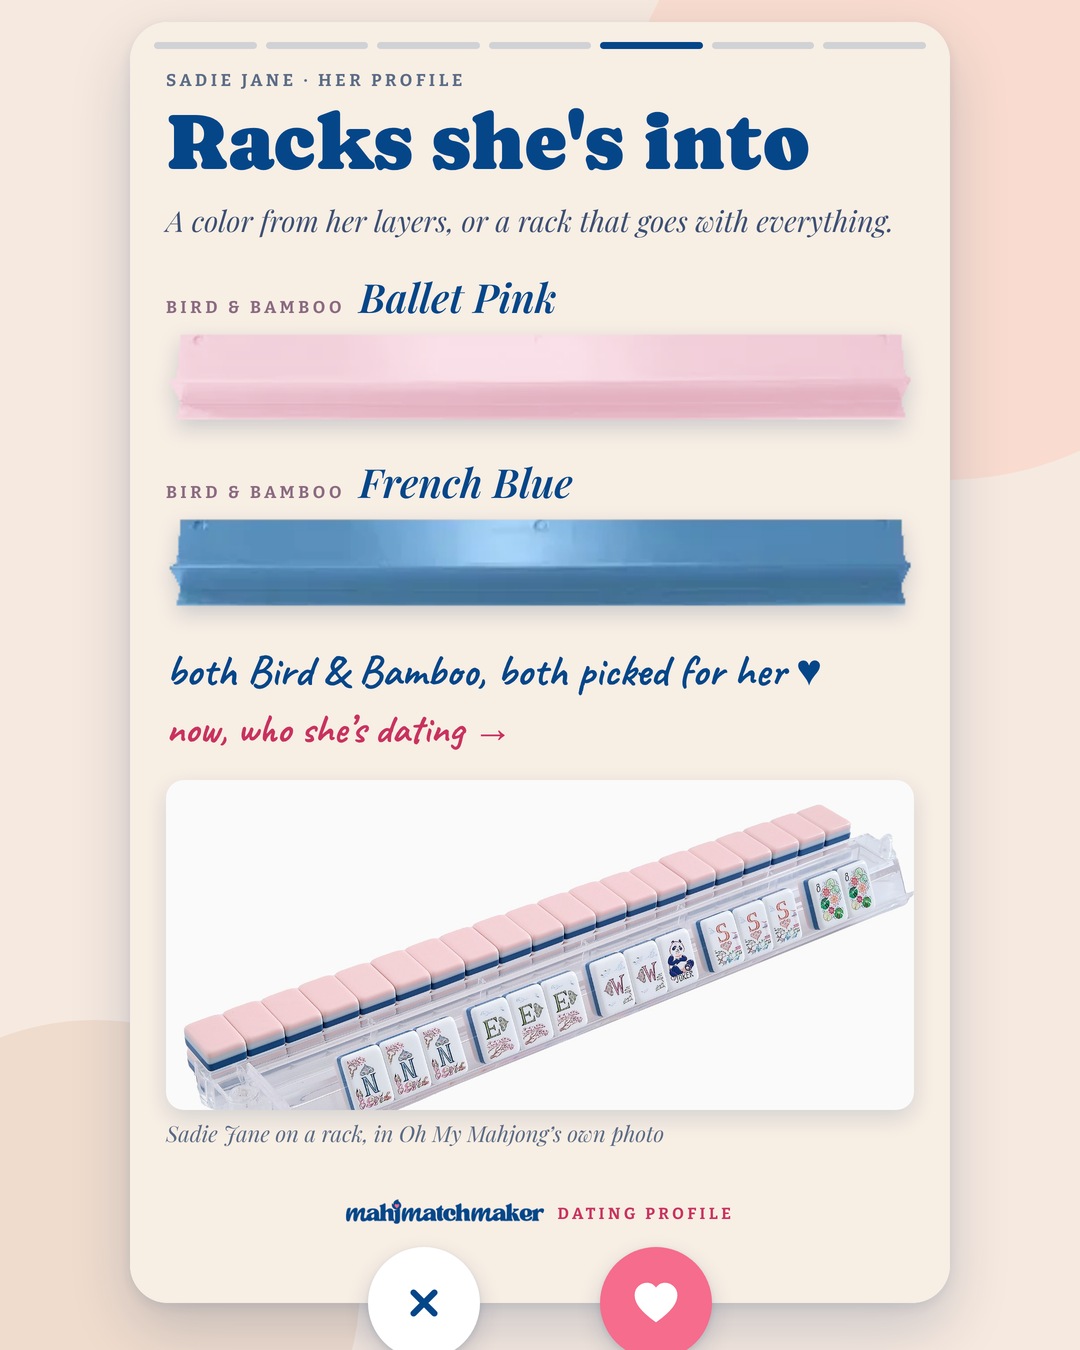 SADIE JANE · HER PROFILE
Racks she's into
A color from her layers, or a rack that goes with everything.
BIRD & BAMBOO Ballet Pink
BIRD & BAMBOO French Blue
both Bird & Bamboo, both picked for her ♥
now, who she's dating →
N N N E E E W W JOKER S S S 8 8
Sadie Jane on a rack, in Oh My Mahjong's own photo
mahjmatchmaker DATING PROFILE